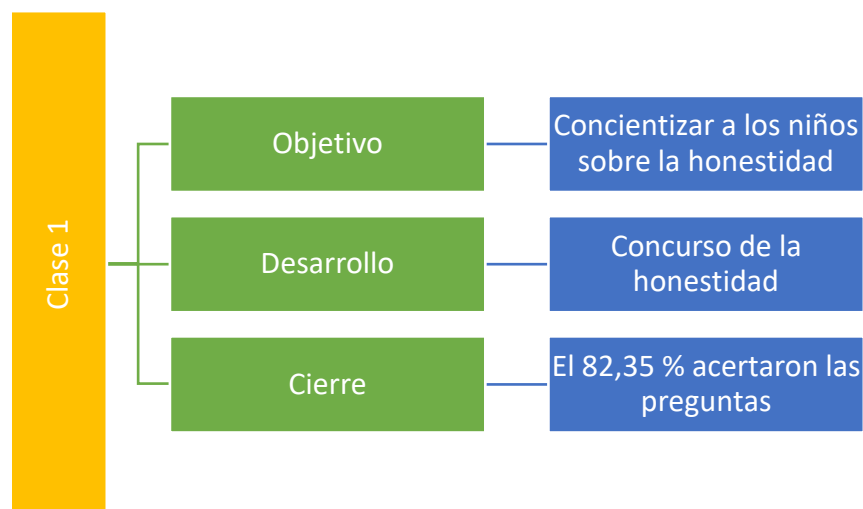 Clase 1
Objetivo
Concientizar a los niños
sobre la honestidad
Desarrollo
Concurso de la
honestidad
Cierre
El 82,35 % acertaron las
preguntas